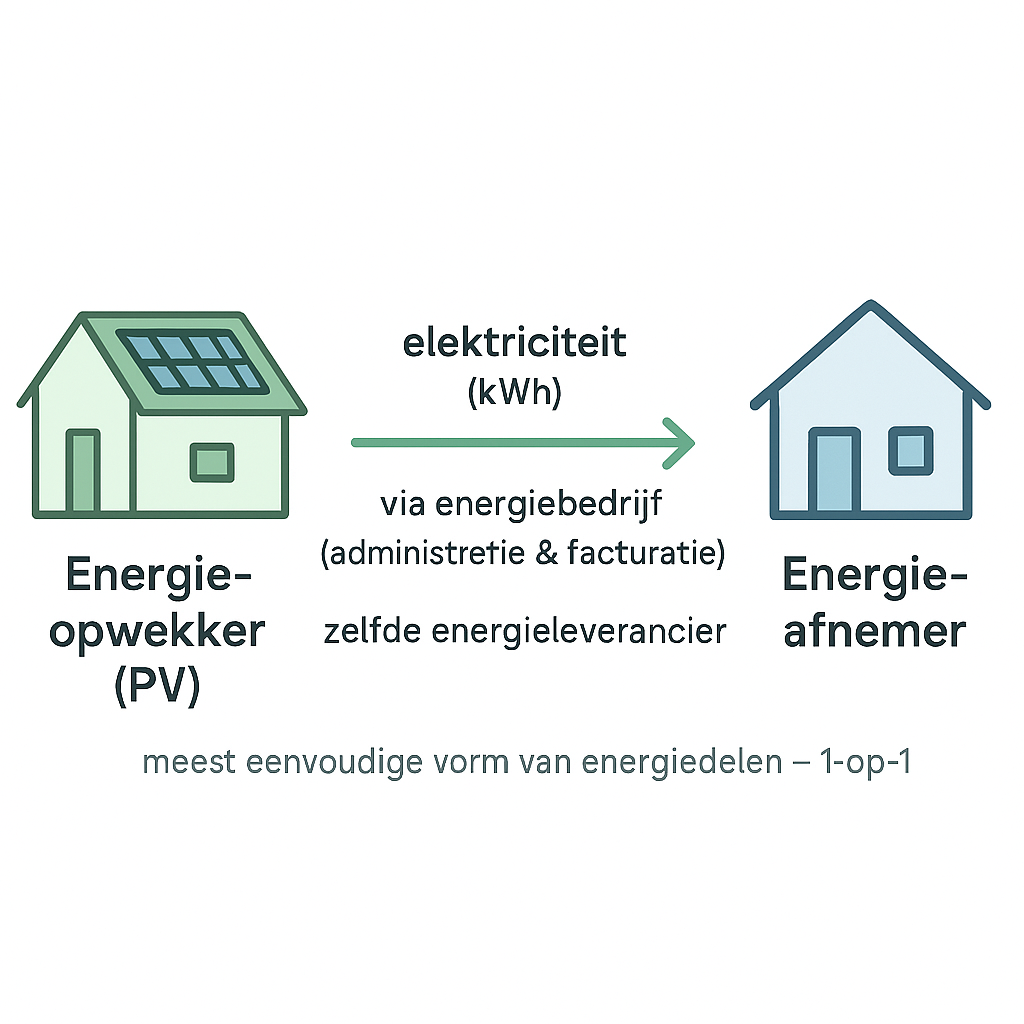 elektriciteit
(kWh)
via energiebedrijf
(administretie & facturatie)
zelfde energieleverancier
Energie-
opwekker
(PV)
Energie-
afnemer
meest eenvoudige vorm van energiedelen – 1-op-1